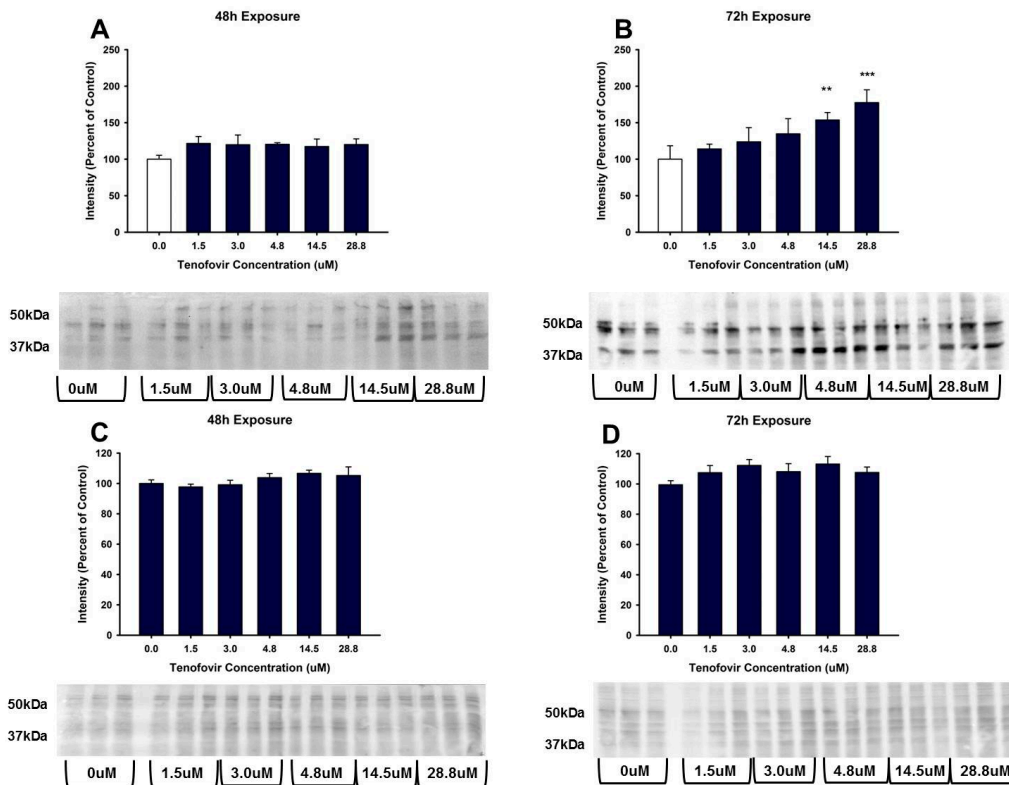 48h Exposure
A
250
200
150
100
50
0
Intensity (Percent of Control)
0.0 1.5 3.0 4.8 14.5 28.8
Tenofovir Concentration (uM)
50kDa
37kDa
0uM 1.5uM 3.0uM 4.8uM 14.5uM 28.8uM
72h Exposure
B
250
200
150
100
50
0
Intensity (Percent of Control)
** ***
0.0 1.5 3.0 4.8 14.5 28.8
Tenofovir Concentration (uM)
50kDa
37kDa
0uM 1.5uM 3.0uM 4.8uM 14.5uM 28.8uM
48h Exposure
C
120
100
80
60
40
20
0
Intensity (Percent of Control)
0.0 1.5 3.0 4.8 14.5 28.8
Tenofovir Concentration (uM)
50kDa
37kDa
0uM 1.5uM 3.0uM 4.8uM 14.5uM 28.8uM
72h Exposure
D
120
100
80
60
40
20
0
Intensity (Percent of Control)
0.0 1.5 3.0 4.8 14.5 28.8
Tenofovir Concentration (uM)
50kDa
37kDa
0uM 1.5uM 3.0uM 4.8uM 14.5uM 28.8uM